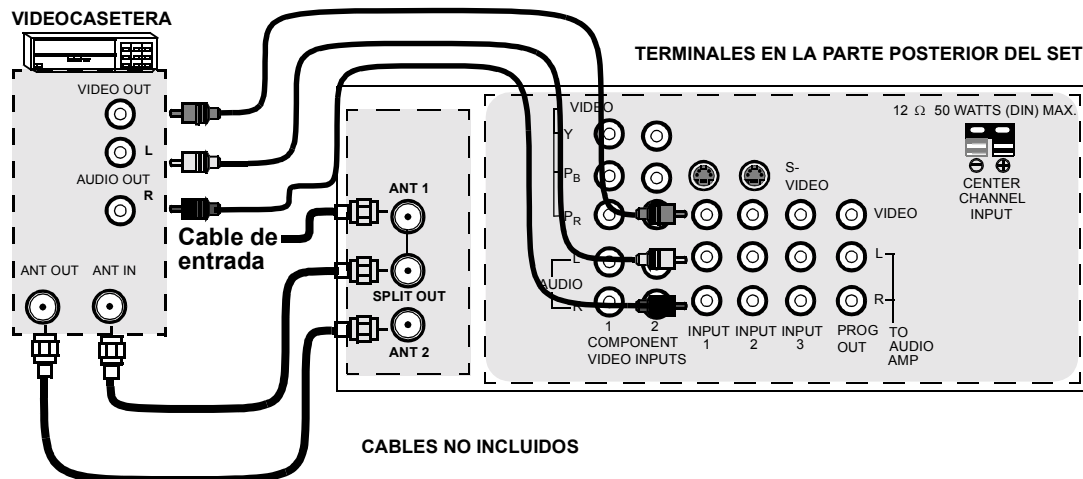 VIDEOCASETERA
TERMINALES EN LA PARTE POSTERIOR DEL SET
VIDEO OUT
L
AUDIO OUT
R
ANT OUT
ANT IN
Cable de
entrada
ANT 1
SPLIT OUT
ANT 2
VIDEO
Y
PB
PR
L
AUDIO
R
1
2
COMPONENT
VIDEO INPUTS
INPUT
1
INPUT
2
INPUT
3
PROG
OUT
S-
VIDEO
VIDEO
L
R
TO
AUDIO
AMP
12 Ω 50 WATTS (DIN) MAX.
CENTER
CHANNEL
INPUT
CABLES NO INCLUIDOS